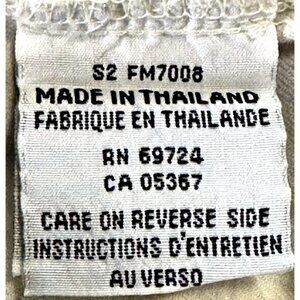 S2 FM7008
MADE IN THAILAND
FABRIQUE EN THAILANDE
RN 69724
CA 05367
CARE ON REVERSE SIDE
INSTRUCTIONS D'ENTRETIEN
AU VERSO